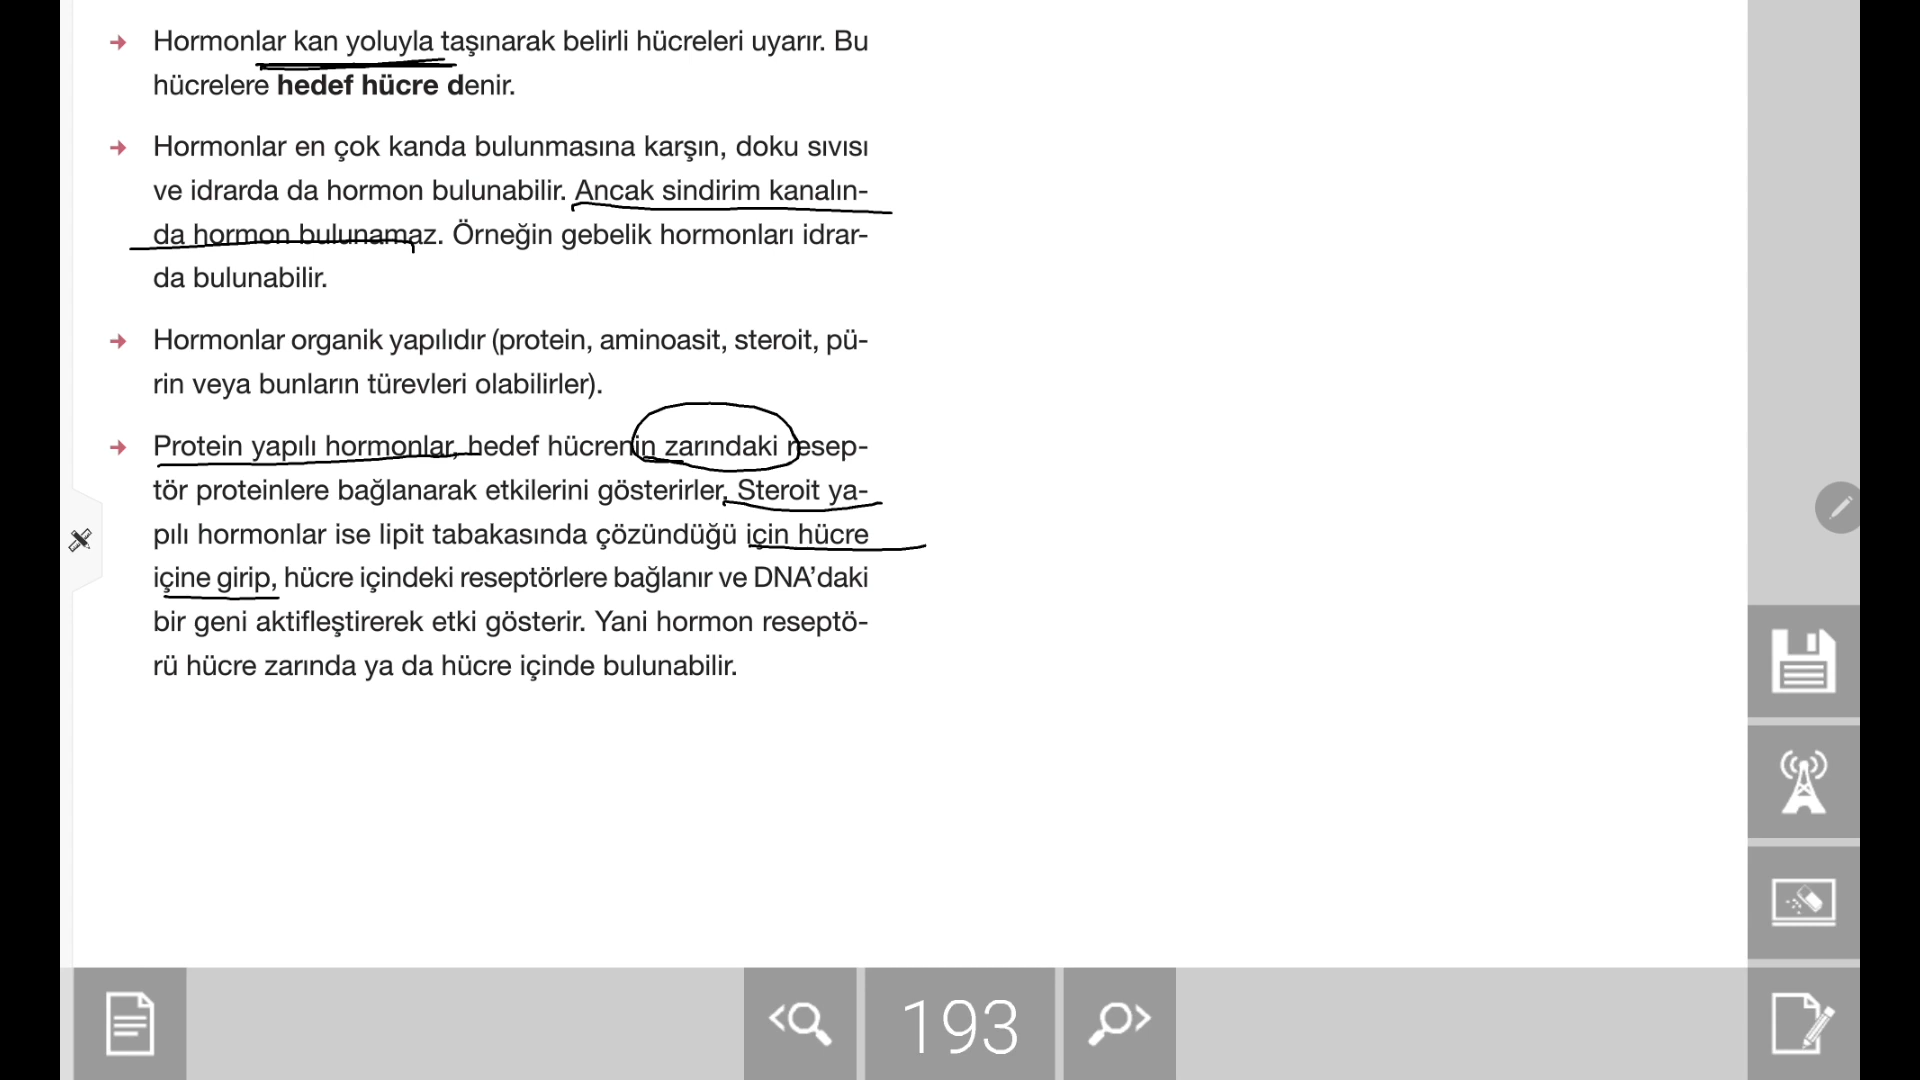 Hormonlar kan yoluyla taşınarak belirli hücreleri uyarır. Bu
hücrelere hedef hücre denir.
Hormonlar en çok kanda bulunmasına karşın, doku sıvısı
ve idrarda da hormon bulunabilir. Ancak sindirim kanalın-
da hormon bulunamaz. Örneğin gebelik hormonları idrar-
da bulunabilir.
Hormonlar organik yapılıdır (protein, aminoasit, steroit, pü-
rin veya bunların türevleri olabilirler).
Protein yapılı hormonlar, hedef hücrenin zarındaki resep-
tör proteinlere bağlanarak etkilerini gösterirler. Steroit ya-
pılı hormonlar ise lipit tabakasında çözündüğü için hücre
içine girip, hücre içindeki reseptörlere bağlanır ve DNA’daki
bir geni aktifleştirerek etki gösterir. Yani hormon reseptö-
rü hücre zarında ya da hücre içinde bulunabilir.
193